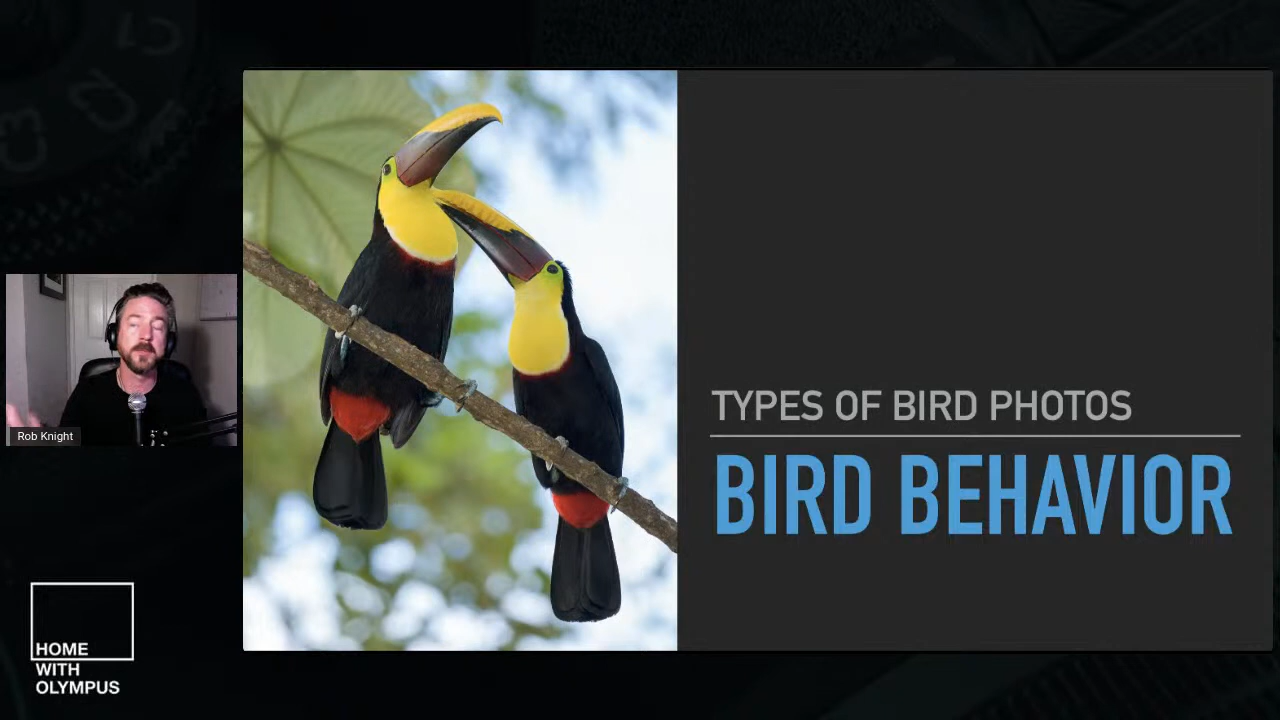 TYPES OF BIRD PHOTOS
BIRD BEHAVIOR
Rob Knight
HOME
WITH
OLYMPUS